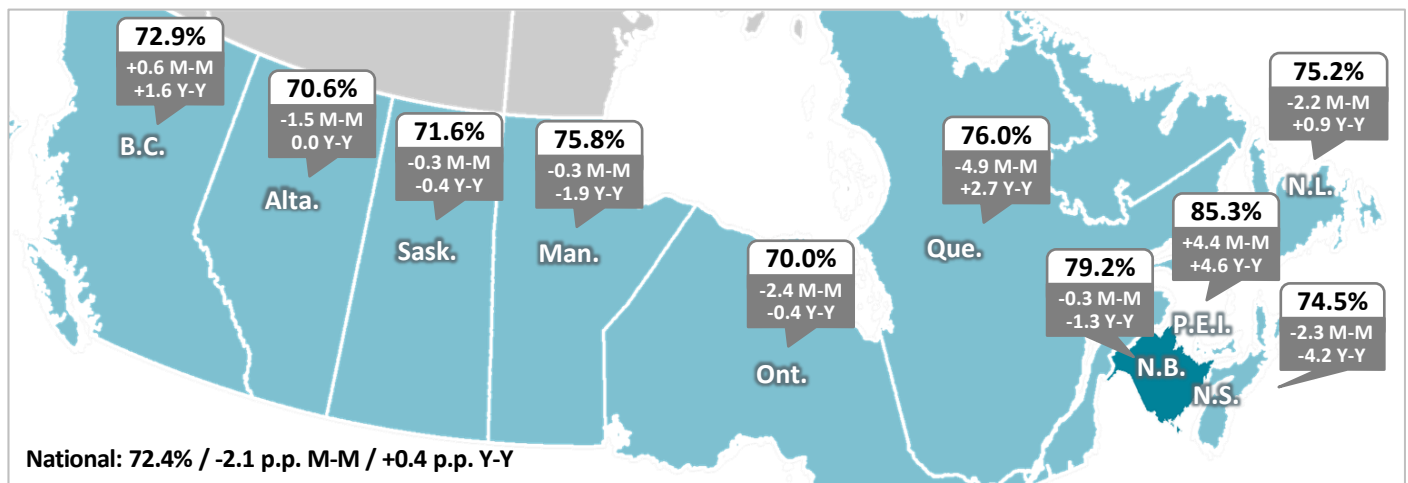 72.9%
+0.6 M-M
+1.6 Y-Y
B.C.
70.6%
-1.5 M-M
0.0 Y-Y
Alta.
71.6%
-0.3 M-M
-0.4 Y-Y
Sask.
75.8%
-0.3 M-M
-1.9 Y-Y
Man.
70.0%
-2.4 M-M
-0.4 Y-Y
Ont.
76.0%
-4.9 M-M
+2.7 Y-Y
Que.
79.2%
-0.3 M-M
-1.3 Y-Y
N.B.
85.3%
+4.4 M-M
+4.6 Y-Y
P.E.I.
75.2%
-2.2 M-M
+0.9 Y-Y
N.L.
74.5%
-2.3 M-M
-4.2 Y-Y
N.S.
National: 72.4% / -2.1 p.p. M-M / +0.4 p.p. Y-Y